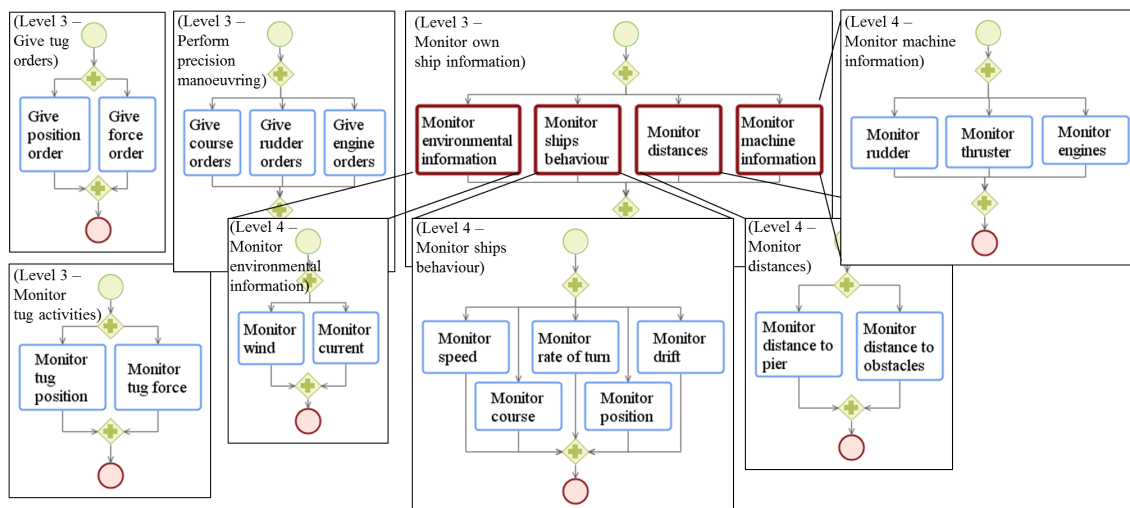 (Level 3 –
Give tug
orders)
Give
position
order
Give
force
order
(Level 3 –
Perform
precision
manoeuvring)
Give
course
orders
Give
rudder
orders
Give
engine
orders
(Level 3 –
Monitor own
ship information)
Monitor
environmental
information
Monitor
ships
behaviour
Monitor
distances
Monitor
machine
information
(Level 4 –
Monitor machine
information)
Monitor
rudder
Monitor
thruster
Monitor
engines
(Level 3 –
Monitor
tug activities)
Monitor
tug
position
Monitor
tug force
(Level 4 –
Monitor
environmental
information)
Monitor
wind
Monitor
current
(Level 4 –
Monitor ships
behaviour)
Monitor
speed
Monitor
rate of turn
Monitor
drift
Monitor
course
Monitor
position
(Level 4 –
Monitor
distances)
Monitor
distance to
pier
Monitor
distance to
obstacles